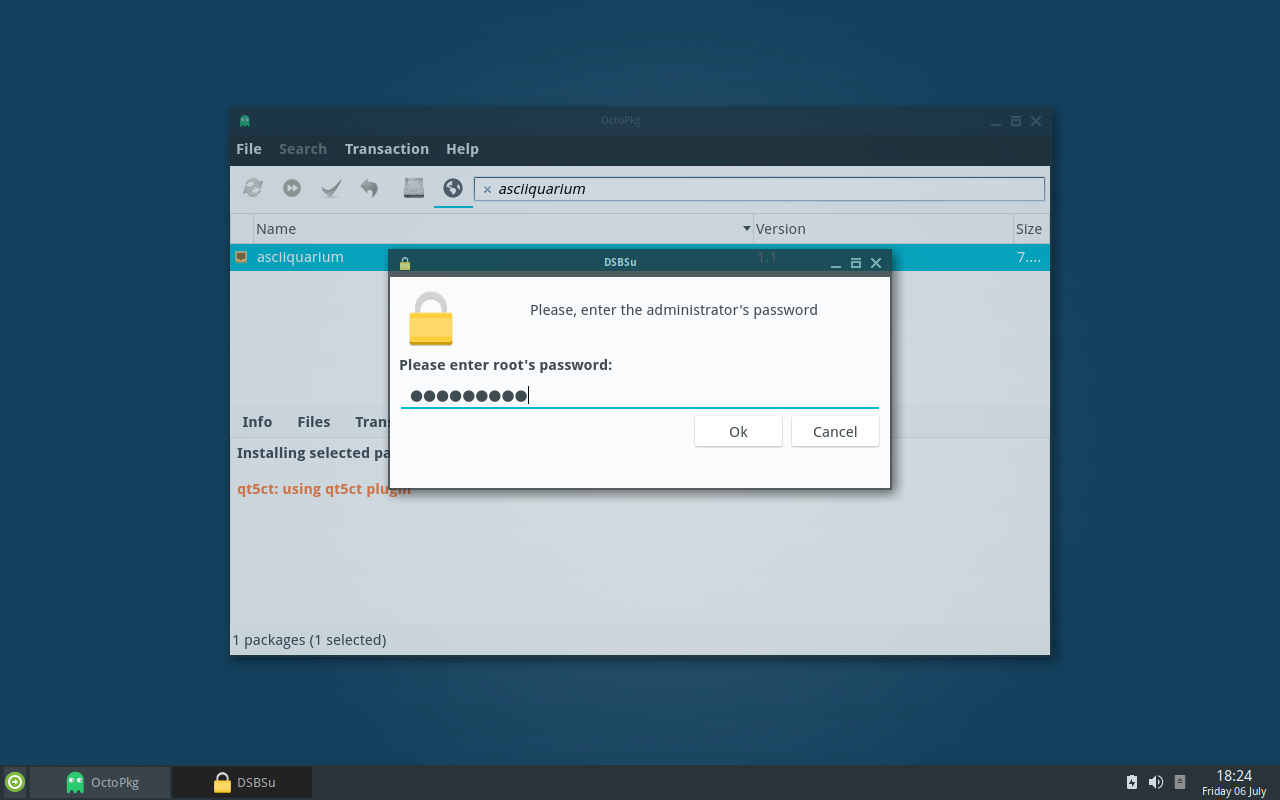 OctoPkg
File Search Transaction Help
× asciiquarium
Name Version Size
asciiquarium 1.1 7....
DSBSu
Please, enter the administrator's password
Please enter root's password:
●●●●●●●●●
Ok Cancel
Info Files Tran
Installing selected pa
qt5ct: using qt5ct plugin
1 packages (1 selected)
OctoPkg DSBSu 18:24
Friday 06 July